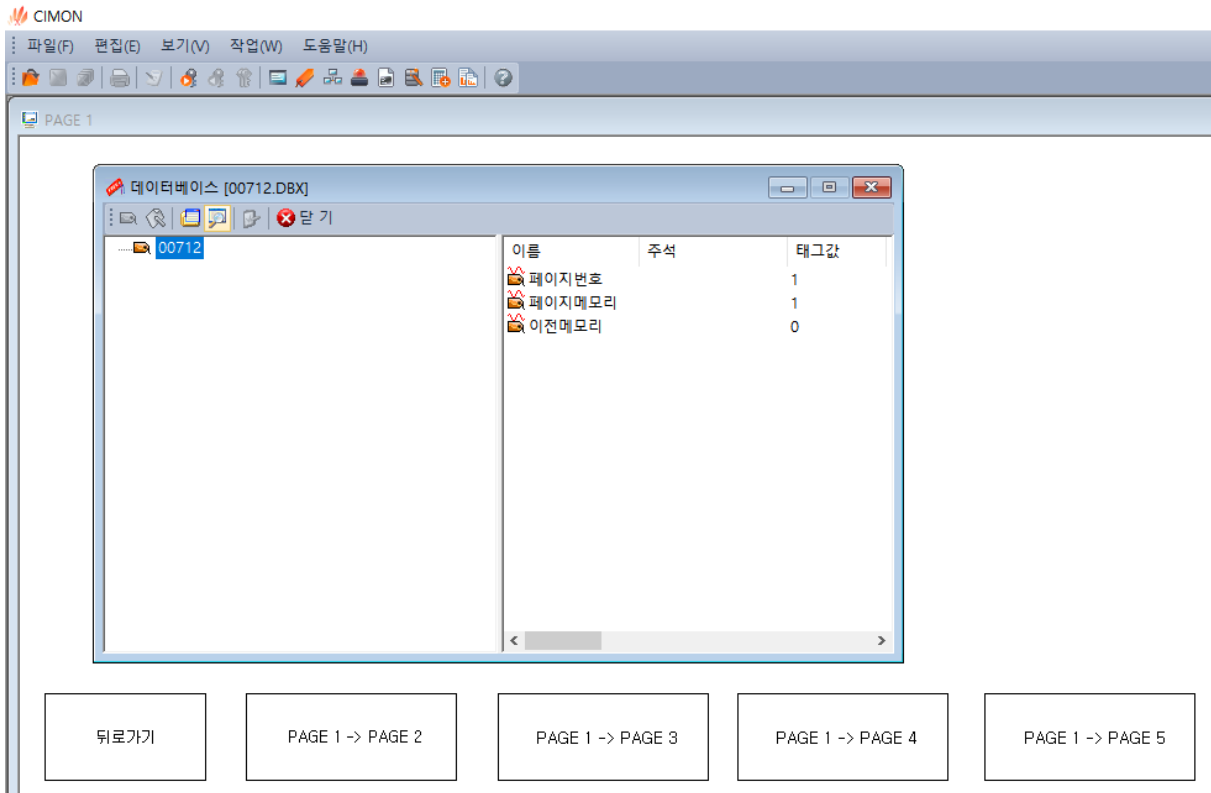 CIMON
파일(F) 편집(E) 보기(V) 작업(W) 도움말(H)
PAGE 1
데이터베이스 [00712.DBX]
닫 기
00712
이름 주석 태그값
페이지번호 1
페이지메모리 1
이전메모리 0
뒤로가기 PAGE 1 -> PAGE 2 PAGE 1 -> PAGE 3 PAGE 1 -> PAGE 4 PAGE 1 -> PAGE 5